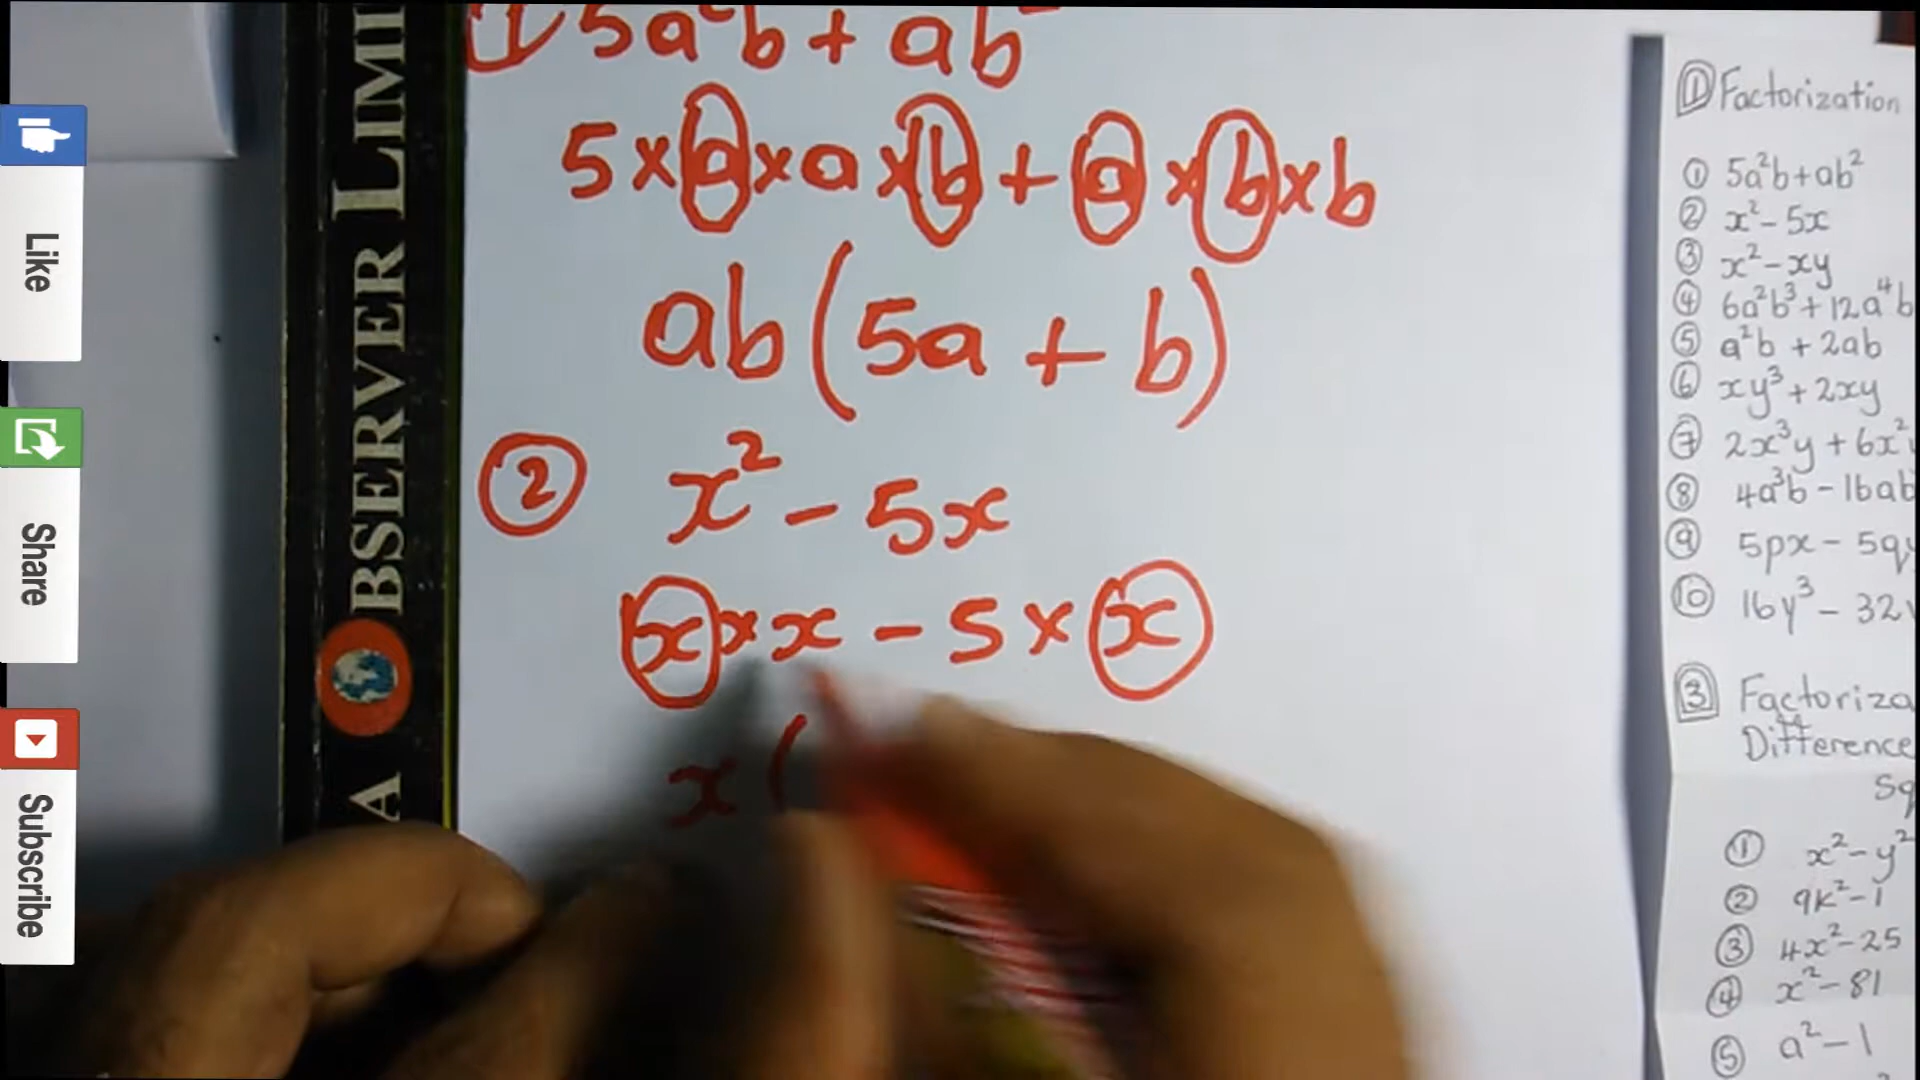 Like
Share
Subscribe
A OBSERVER LIMI
① 5a²b + ab²
5 × a × a × b + a × b × b
ab(5a + b)
② x² - 5x
x × x - 5 × x
x(
① Factorization
① 5a²b + ab²
② x² - 5x
③ x² - xy
④ 6a²b³ + 12a⁴b
⑤ a²b + 2ab
⑥ xy³ + 2xy
⑦ 2x³y + 6x²
⑧ 4a³b - 16ab
⑨ 5px - 5q
⑩ 16y³ - 32
③ Factoriza
Difference
Sq
① x² - y²
② 9k² - 1
③ 4x² - 25
④ x² - 81
⑤ a² - 1